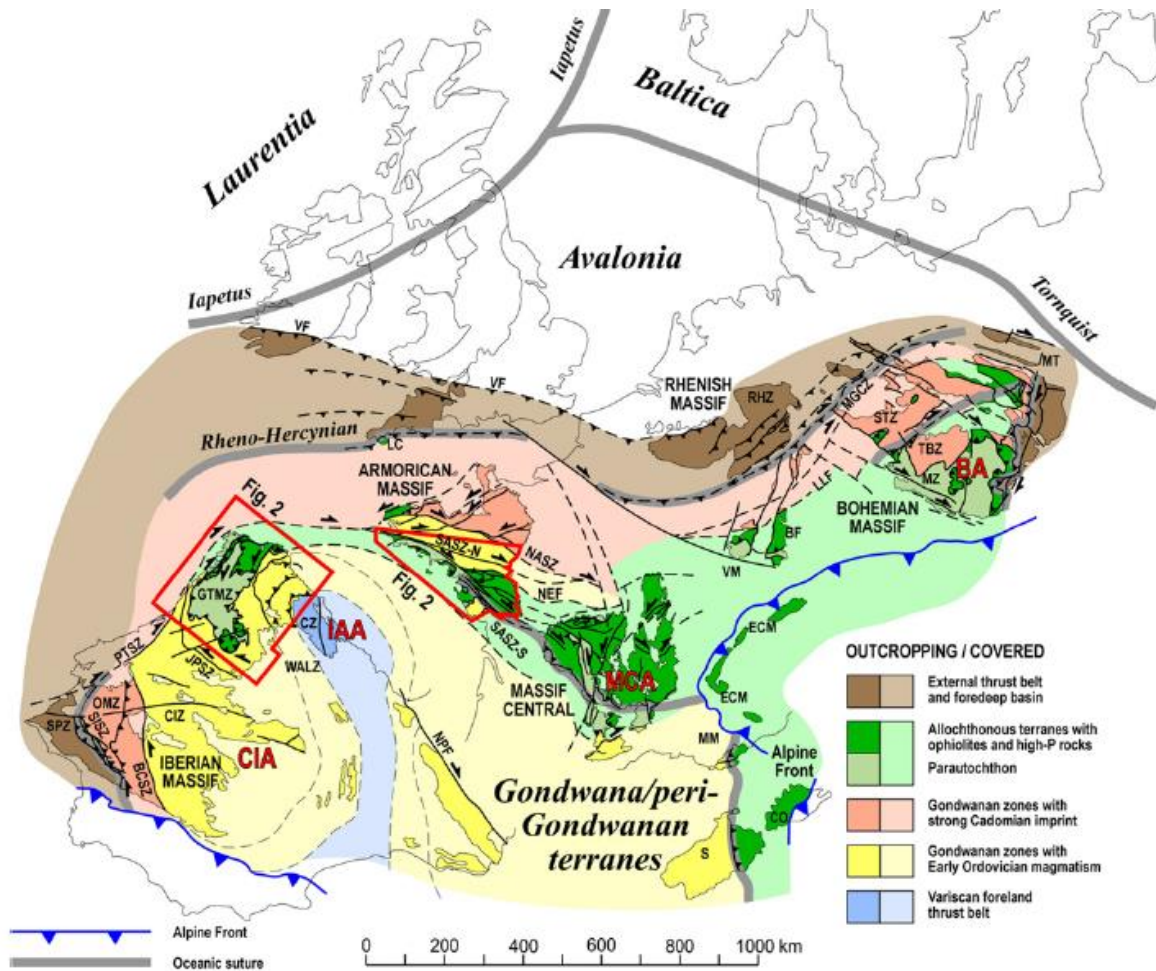 Iapetus
Baltica
Laurentia
Avalonia
Iapetus
Tornquist
VF
VF
MT
RHENISH
MASSIF
RHZ
MGCZ
STZ
Rheno-Hercynian
LC
TBZ
BA
MZ
ARMORICAN
MASSIF
LLF
BOHEMIAN
MASSIF
Fig. 2
SASZ-N
NASZ
BF
VM
GTMZ
Fig. 2
NEF
ECM
CZ
IAA
SASZ-S
PTSZ
JPSZ
WALZ
MCA
OMZ
MASSIF
CENTRAL
ECM
SPZ
SISZ
CIZ
MM
NPF
BCSZ
IBERIAN
MASSIF
CIA
Alpine
Front
Gondwana/peri-
Gondwanan
terranes
CO
S
OUTCROPPING / COVERED
External thrust belt
and foredeep basin
Allochthonous terranes with
ophiolites and high-P rocks
Parautochthon
Gondwanan zones with
strong Cadomian imprint
Gondwanan zones with
Early Ordovician magmatism
Variscan foreland
thrust belt
Alpine Front
Oceanic suture
0 200 400 600 800 1000 km